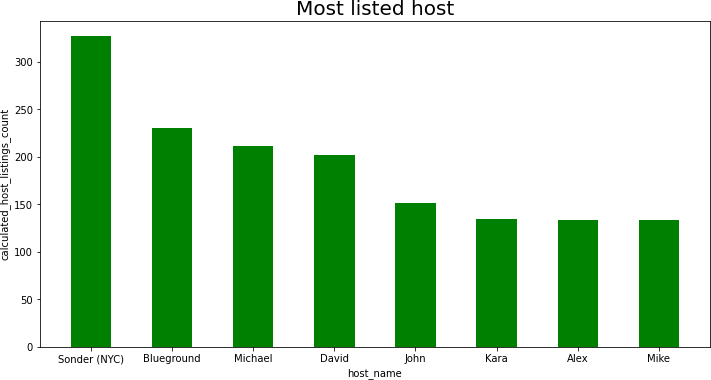 Most listed host
calculated_host_listings_count
300
250
200
150
100
50
0
Sonder (NYC) Blueground Michael David John Kara Alex Mike
host_name